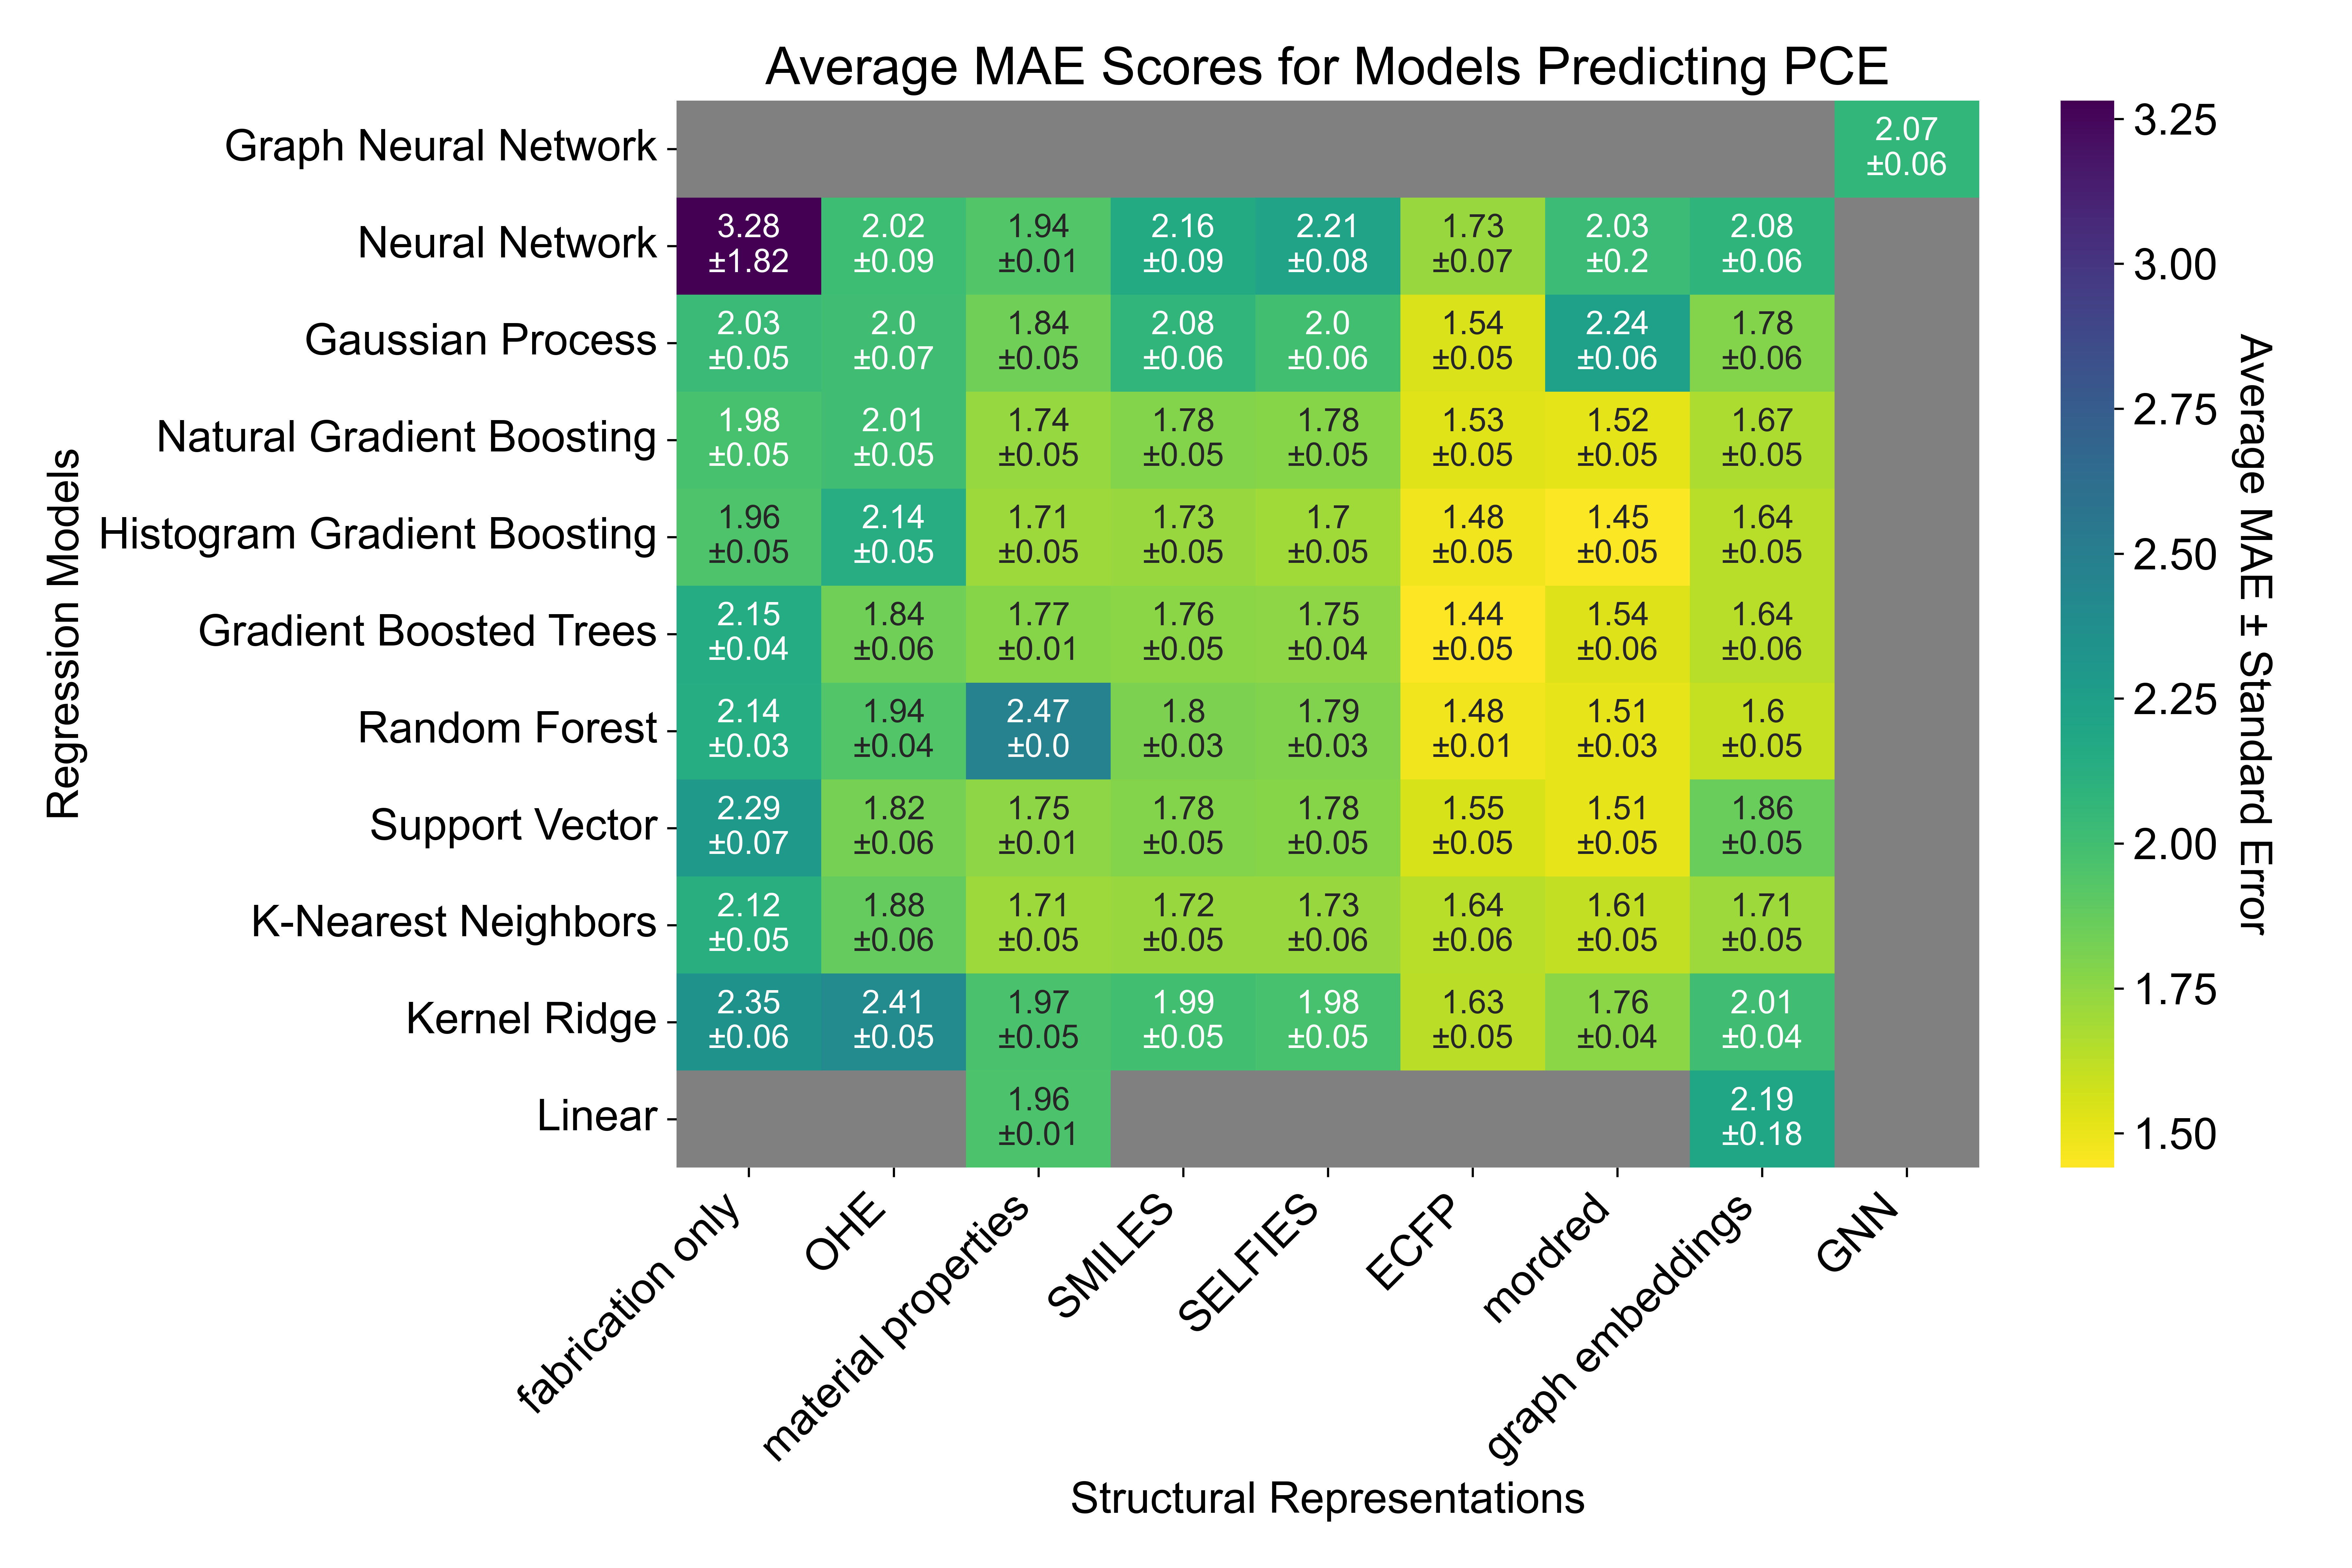 Average MAE Scores for Models Predicting PCE
Regression Models
Graph Neural Network
2.07
±0.06
Neural Network
3.28 2.02 1.94 2.16 2.21 1.73 2.03 2.08
±1.82 ±0.09 ±0.01 ±0.09 ±0.08 ±0.07 ±0.2 ±0.06
Gaussian Process
2.03 2.0 1.84 2.08 2.0 1.54 2.24 1.78
±0.05 ±0.07 ±0.05 ±0.06 ±0.06 ±0.05 ±0.06 ±0.06
Natural Gradient Boosting
1.98 2.01 1.74 1.78 1.78 1.53 1.52 1.67
±0.05 ±0.05 ±0.05 ±0.05 ±0.05 ±0.05 ±0.05 ±0.05
Histogram Gradient Boosting
1.96 2.14 1.71 1.73 1.7 1.48 1.45 1.64
±0.05 ±0.05 ±0.05 ±0.05 ±0.05 ±0.05 ±0.05 ±0.05
Gradient Boosted Trees
2.15 1.84 1.77 1.76 1.75 1.44 1.54 1.64
±0.04 ±0.06 ±0.01 ±0.05 ±0.04 ±0.05 ±0.06 ±0.06
Random Forest
2.14 1.94 2.47 1.8 1.79 1.48 1.51 1.6
±0.03 ±0.04 ±0.0 ±0.03 ±0.03 ±0.01 ±0.03 ±0.05
Support Vector
2.29 1.82 1.75 1.78 1.78 1.55 1.51 1.86
±0.07 ±0.06 ±0.01 ±0.05 ±0.05 ±0.05 ±0.05 ±0.05
K-Nearest Neighbors
2.12 1.88 1.71 1.72 1.73 1.64 1.61 1.71
±0.05 ±0.06 ±0.05 ±0.05 ±0.06 ±0.06 ±0.05 ±0.05
Kernel Ridge
2.35 2.41 1.97 1.99 1.98 1.63 1.76 2.01
±0.06 ±0.05 ±0.05 ±0.05 ±0.05 ±0.05 ±0.04 ±0.04
Linear
1.96 2.19
±0.01 ±0.18
fabrication only
OHE
material properties
SMILES
SELFIES
ECFP
mordred
graph embeddings
GNN
Structural Representations
3.25
3.00
2.75
2.50
2.25
2.00
1.75
1.50
Average MAE ± Standard Error